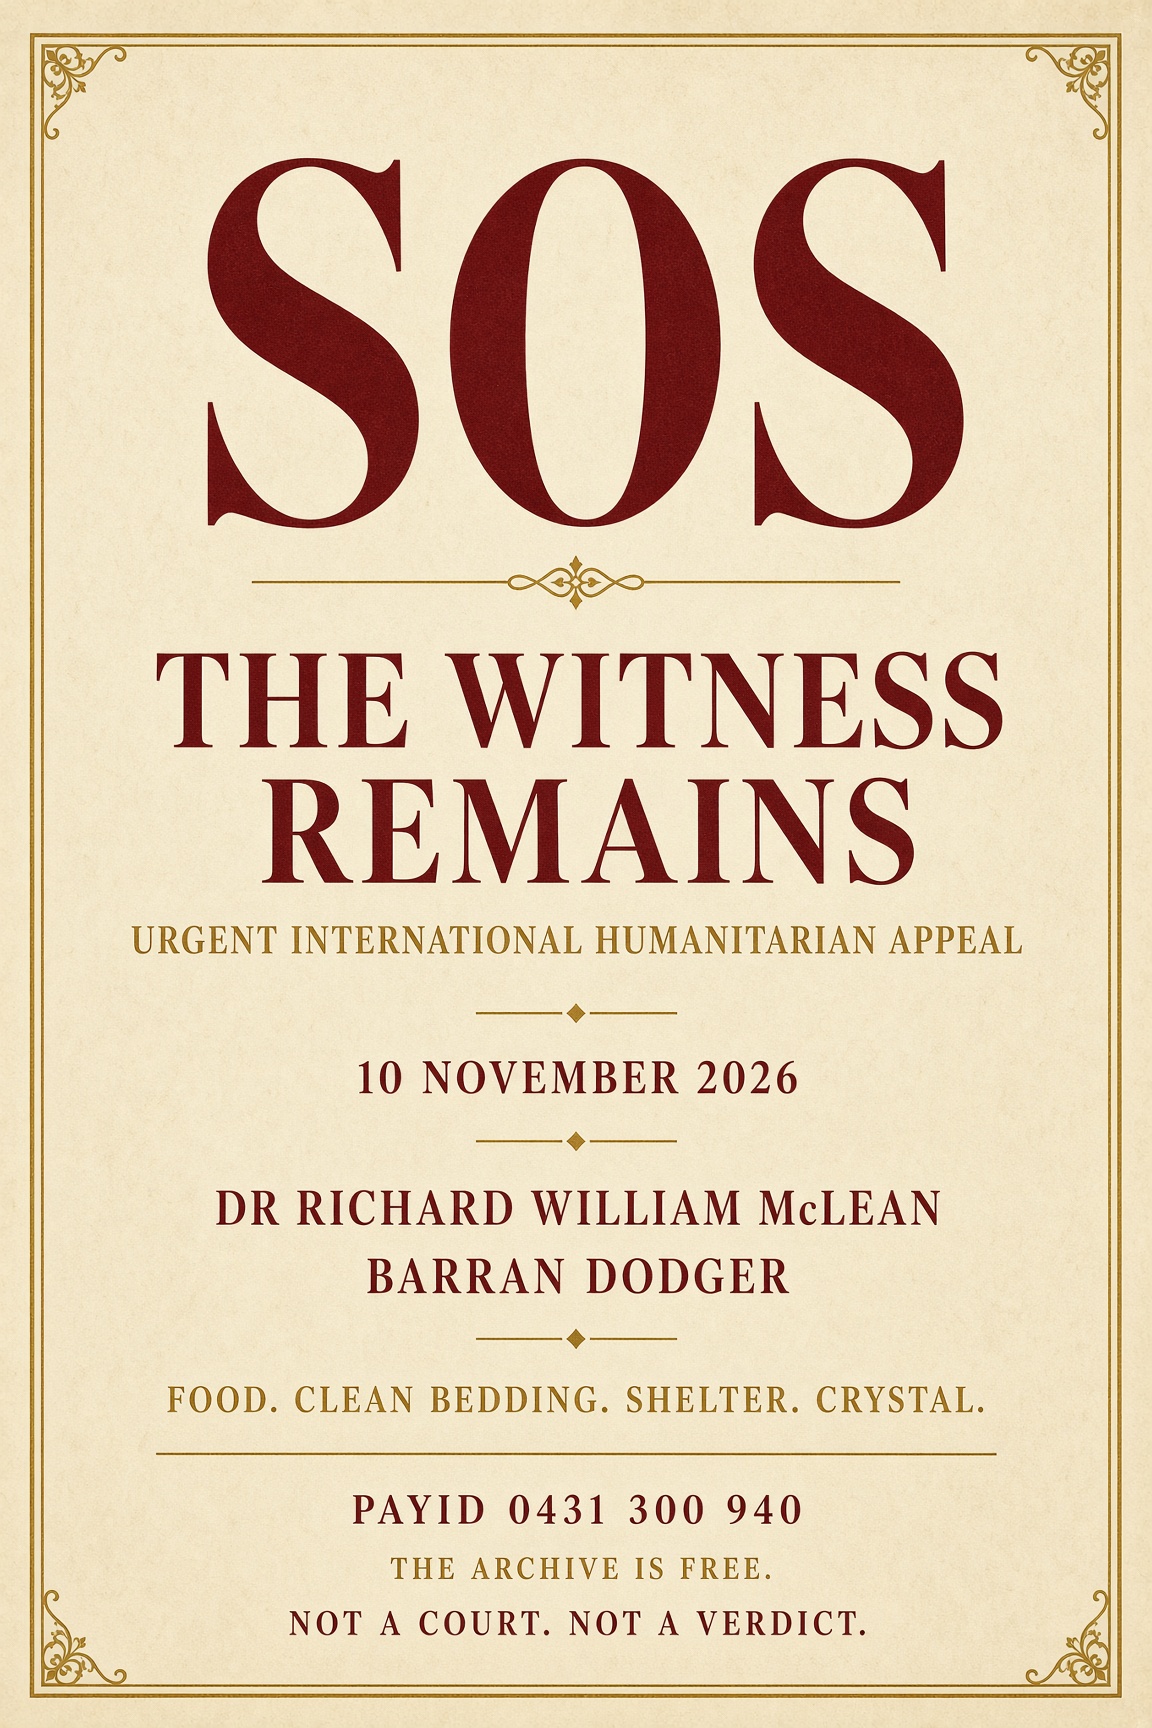 SOS
THE WITNESS
REMAINS
URGENT INTERNATIONAL HUMANITARIAN APPEAL
10 NOVEMBER 2026
DR RICHARD WILLIAM McLEAN
BARRAN DODGER
FOOD. CLEAN BEDDING. SHELTER. CRYSTAL.
PAYID 0431 300 940
THE ARCHIVE IS FREE.
NOT A COURT. NOT A VERDICT.